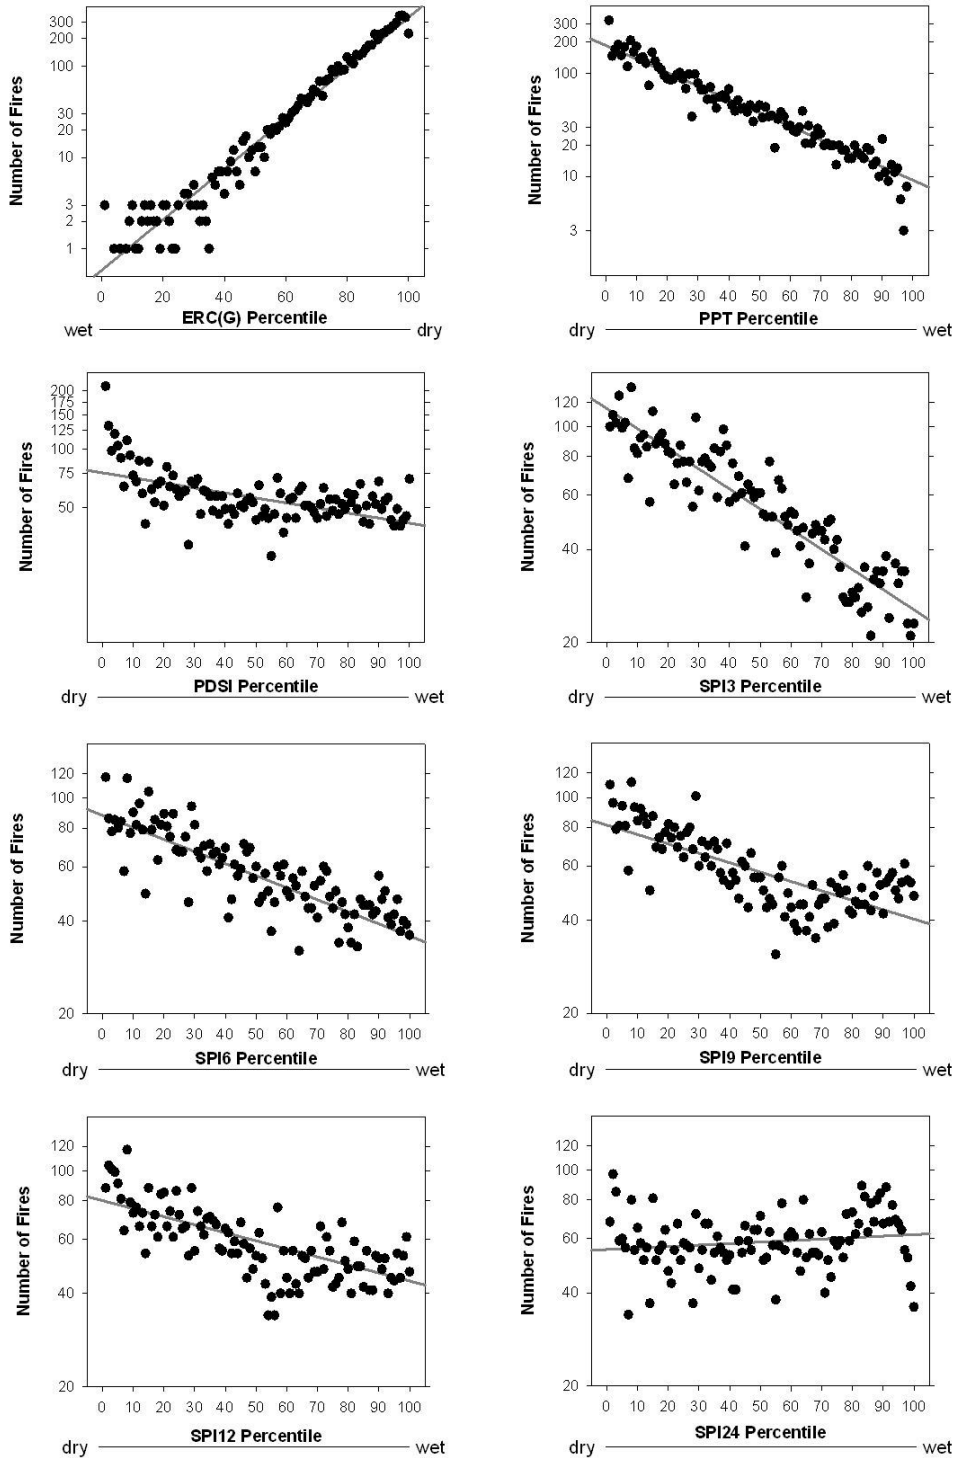 300
200
100
30
20
10
3
2
1
Number of Fires
0 20 40 60 80 100
ERC(G) Percentile
wet dry
300
200
100
30
20
10
3
Number of Fires
0 10 20 30 40 50 60 70 80 90 100
PPT Percentile
dry wet
200
175
150
125
100
75
50
Number of Fires
0 10 20 30 40 50 60 70 80 90 100
PDSI Percentile
dry wet
120
100
80
60
40
20
Number of Fires
0 10 20 30 40 50 60 70 80 90 100
SPI3 Percentile
dry wet
120
100
80
60
40
20
Number of Fires
0 10 20 30 40 50 60 70 80 90 100
SPI6 Percentile
dry wet
120
100
80
60
40
20
Number of Fires
0 10 20 30 40 50 60 70 80 90 100
SPI9 Percentile
dry wet
120
100
80
60
40
20
Number of Fires
0 10 20 30 40 50 60 70 80 90 100
SPI12 Percentile
dry wet
120
100
80
60
40
20
Number of Fires
0 10 20 30 40 50 60 70 80 90 100
SPI24 Percentile
dry wet